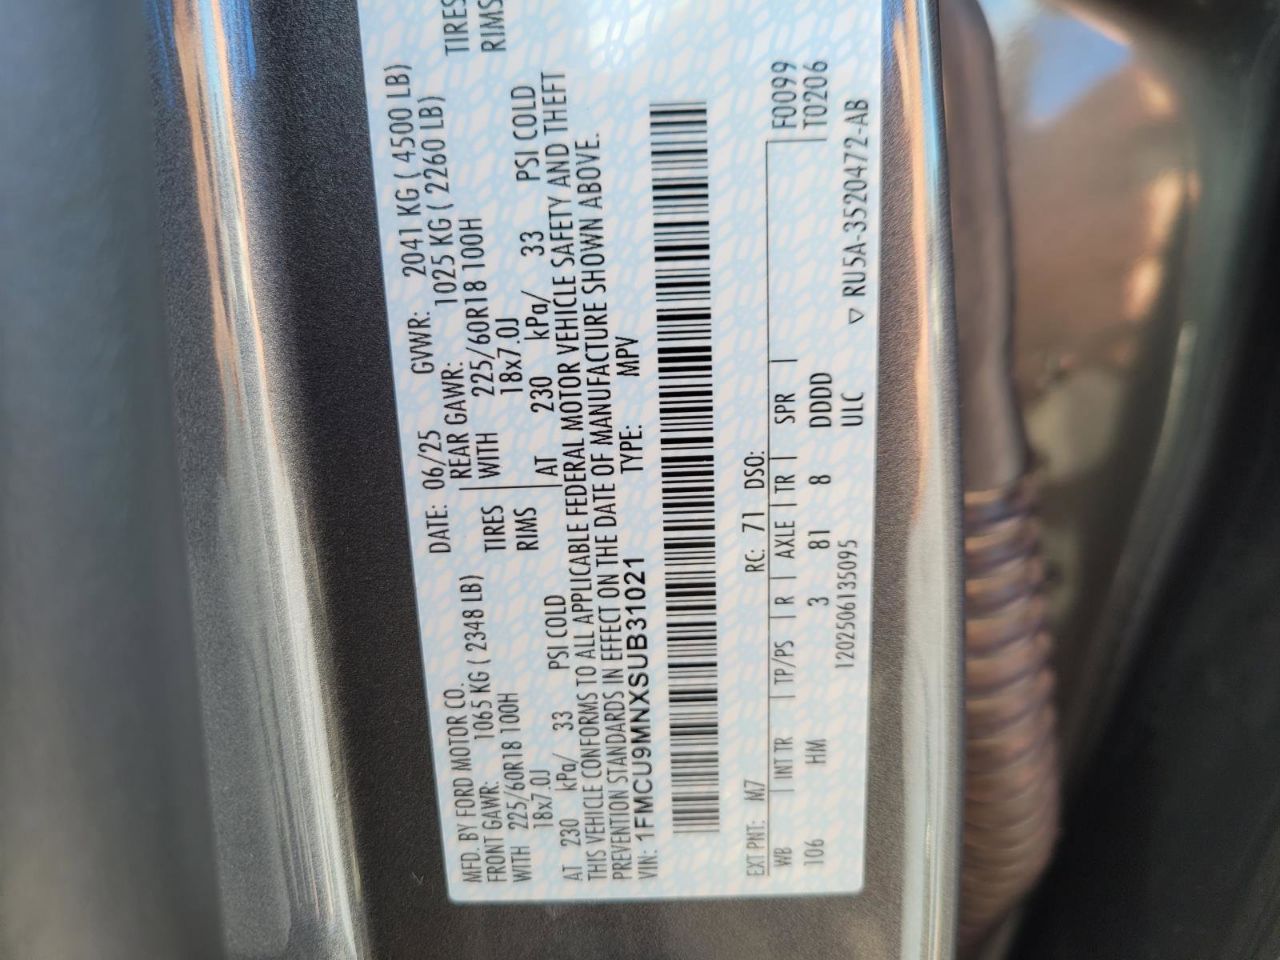 MFD. BY FORD MOTOR CO.
DATE: 06/25 GVWR: 2041 KG ( 4500 LB)
FRONT GAWR: 1065 KG ( 2348 LB) REAR GAWR: 1025 KG ( 2260 LB)
WITH 225/60R18 100H TIRES WITH 225/60R18 100H TIRES
18x7.0J RIMS 18x7.0J RIMS
AT 230 kPa/ 33 PSI COLD AT 230 kPa/ 33 PSI COLD
THIS VEHICLE CONFORMS TO ALL APPLICABLE FEDERAL MOTOR VEHICLE SAFETY AND THEFT
PREVENTION STANDARDS IN EFFECT ON THE DATE OF MANUFACTURE SHOWN ABOVE.
VIN: 1FMCU9MNXSUB31021 TYPE: MPV
EXT PNT: M7 RC: 71 DSO: F0099
WB INT TR TP/PS R AXLE TR SPR T0206
106 HM 3 81 8 DDDD
1202506135095 ULC ▽ RU5A-3520472-AB